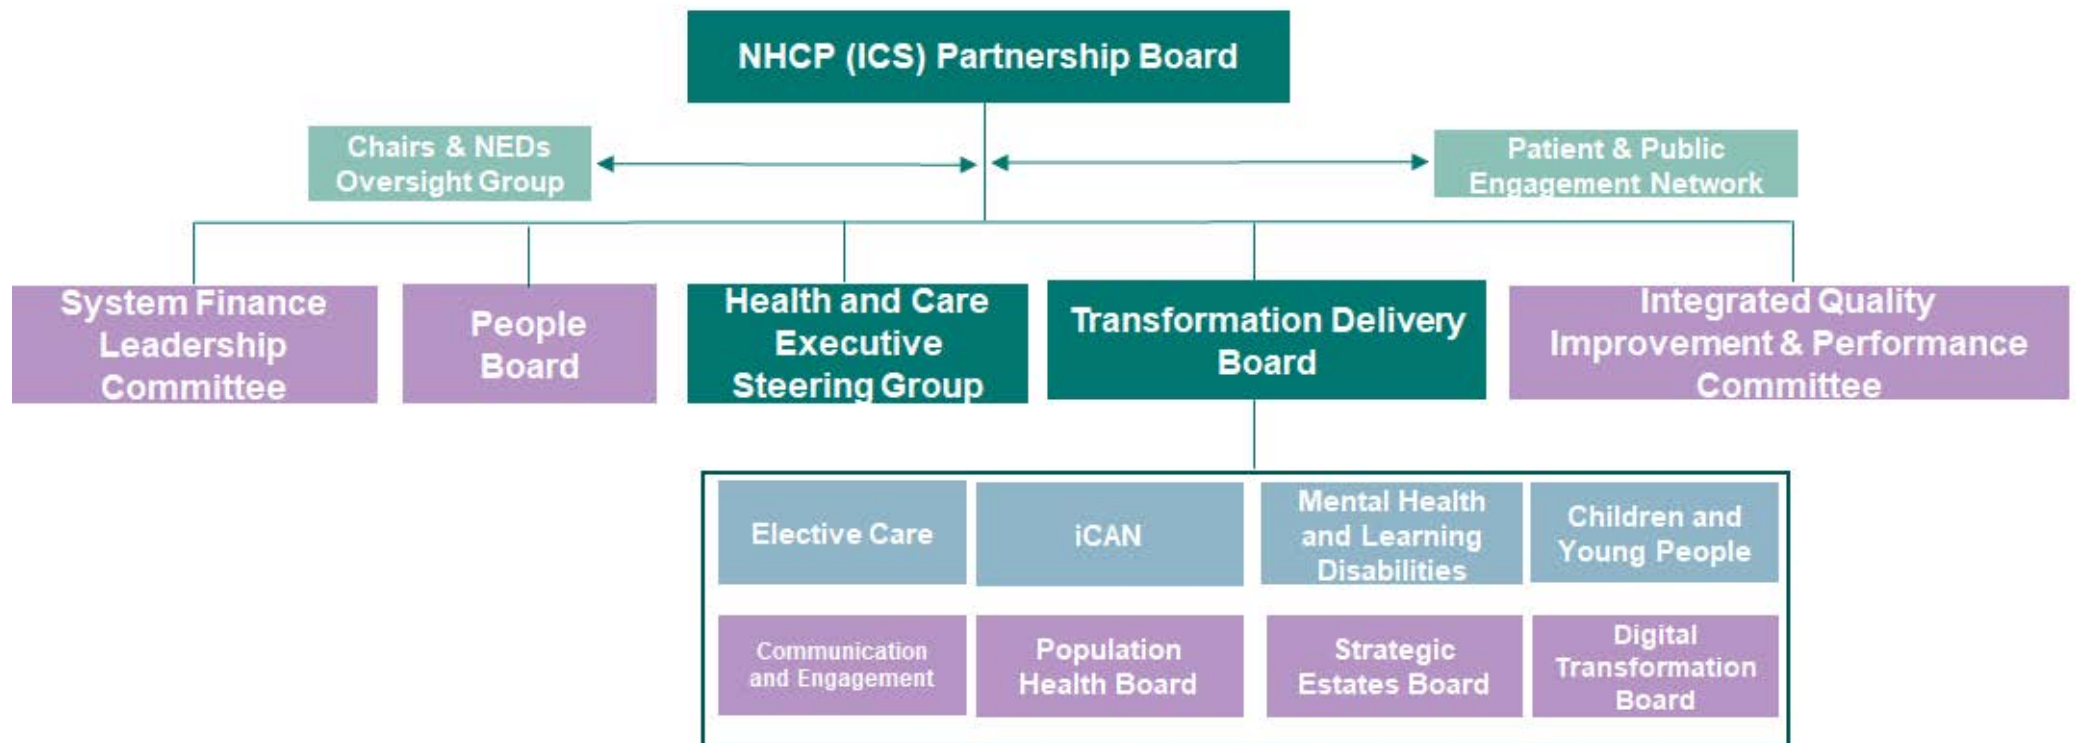 NHCP (ICS) Partnership Board
Chairs & NEDs
Oversight Group
Patient & Public
Engagement Network
System Finance
Leadership
Committee
People
Board
Health and Care
Executive
Steering Group
Transformation Delivery
Board
Integrated Quality
Improvement & Performance
Committee
Elective Care
iCAN
Mental Health
and Learning
Disabilities
Children and
Young People
Communication
and Engagement
Population
Health Board
Strategic
Estates Board
Digital
Transformation
Board